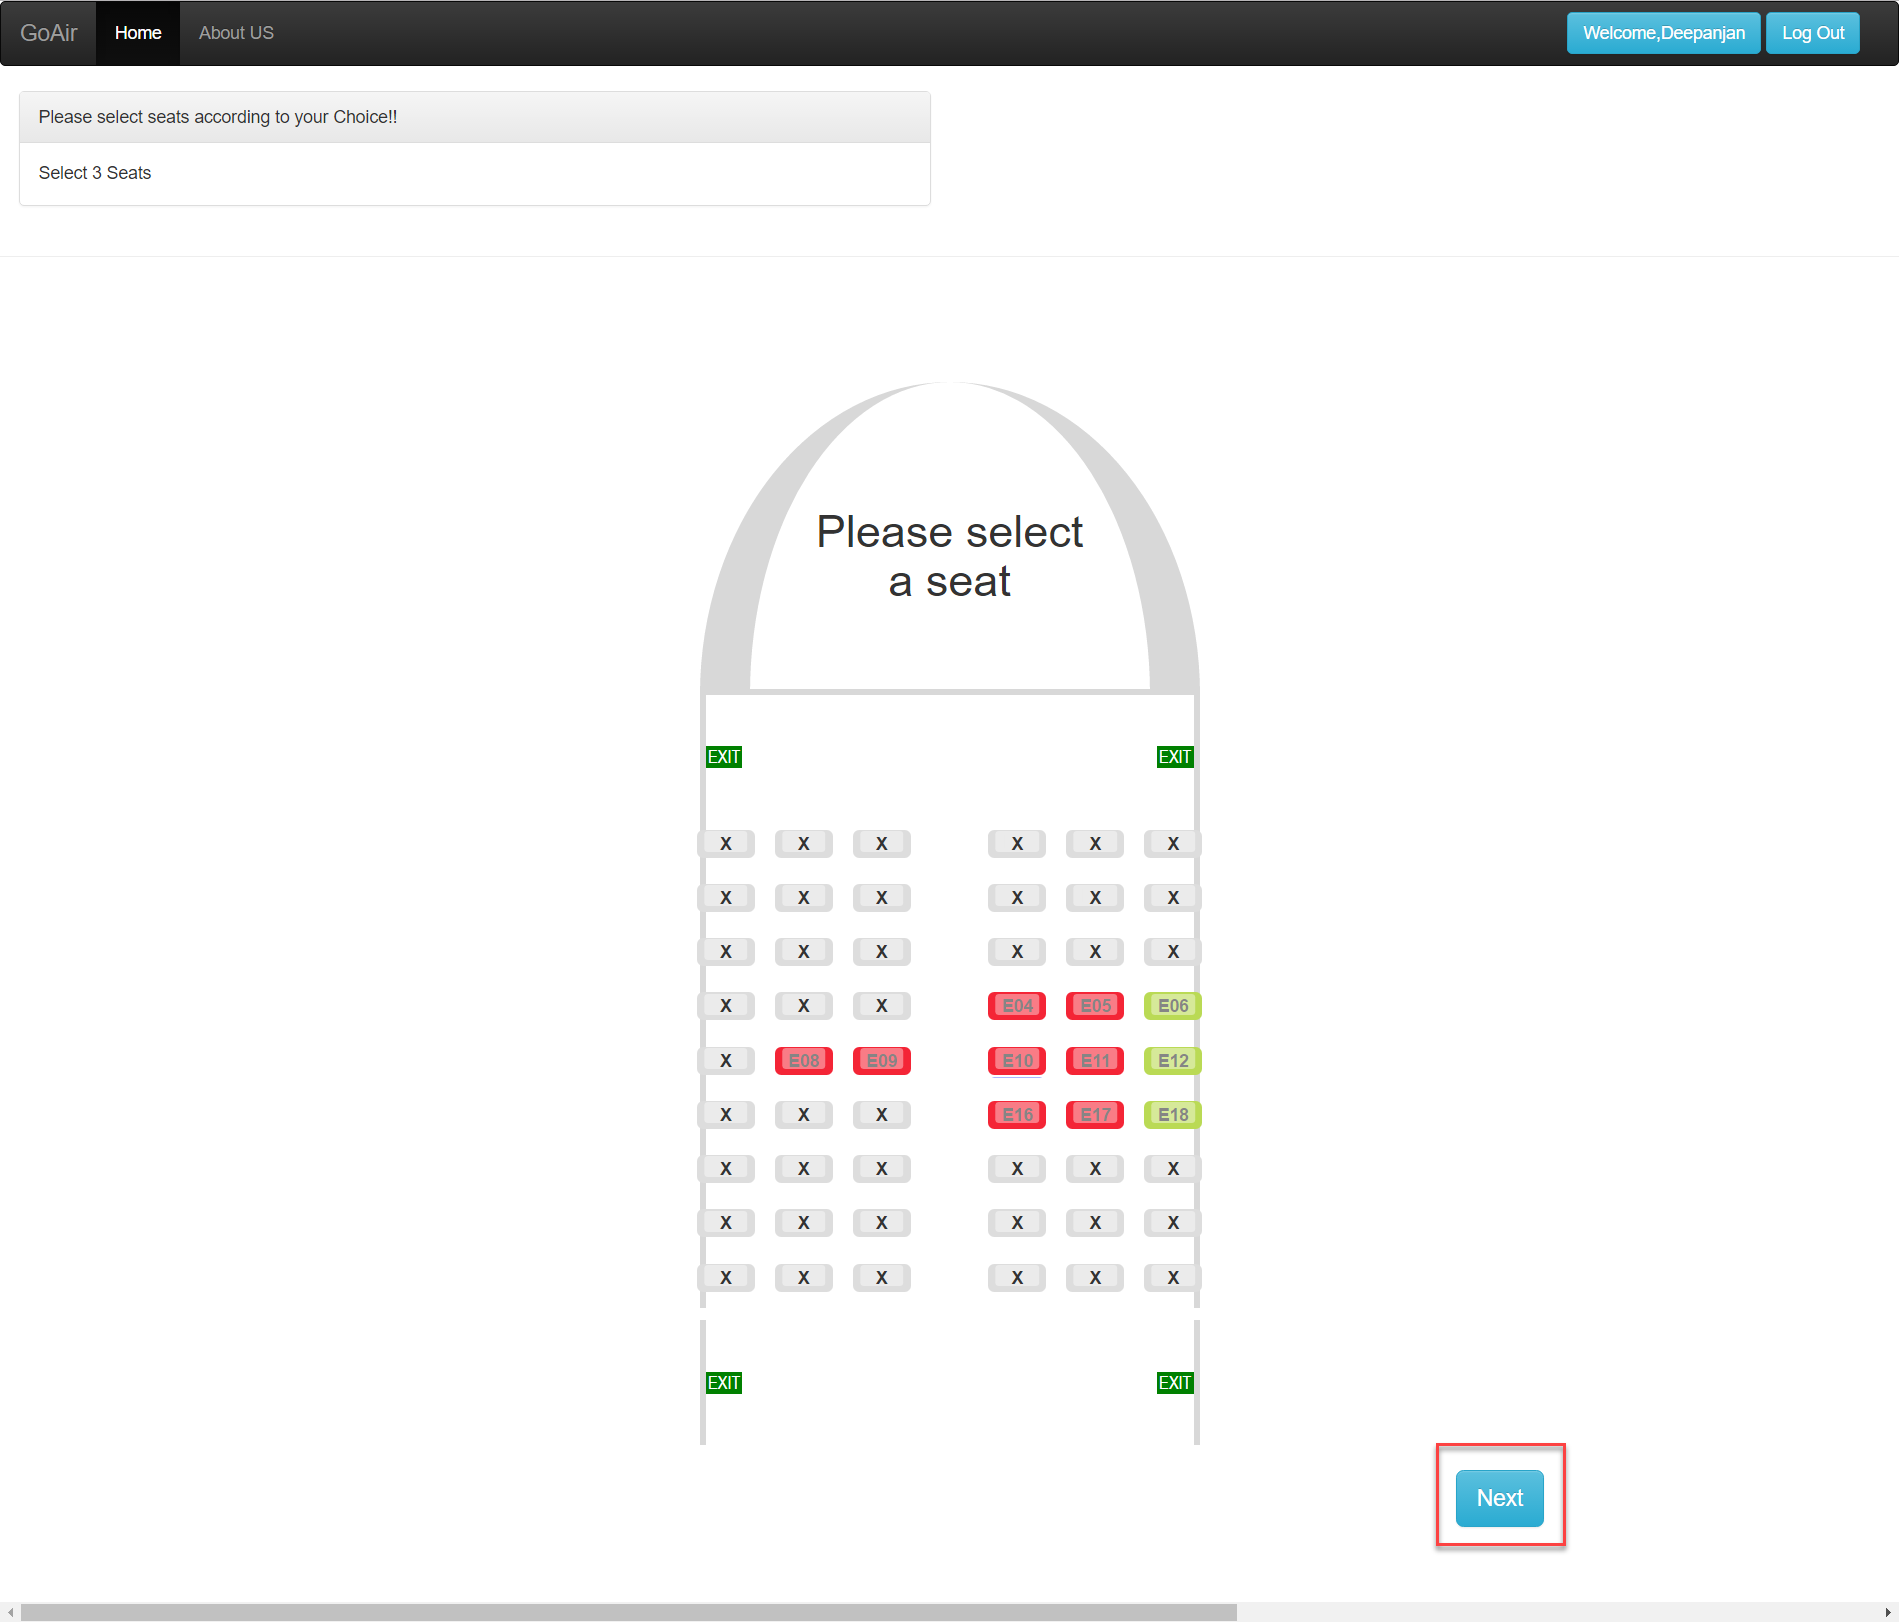 GoAir Home About US Welcome,Deepanjan Log Out
Please select seats according to your Choice!!
Select 3 Seats
Please select
a seat
EXIT EXIT
X X X X X X
X X X X X X
X X X X X X
X X X E04 E05 E06
X E08 E09 E10 E11 E12
X X X E16 E17 E18
X X X X X X
X X X X X X
X X X X X X
EXIT EXIT
Next